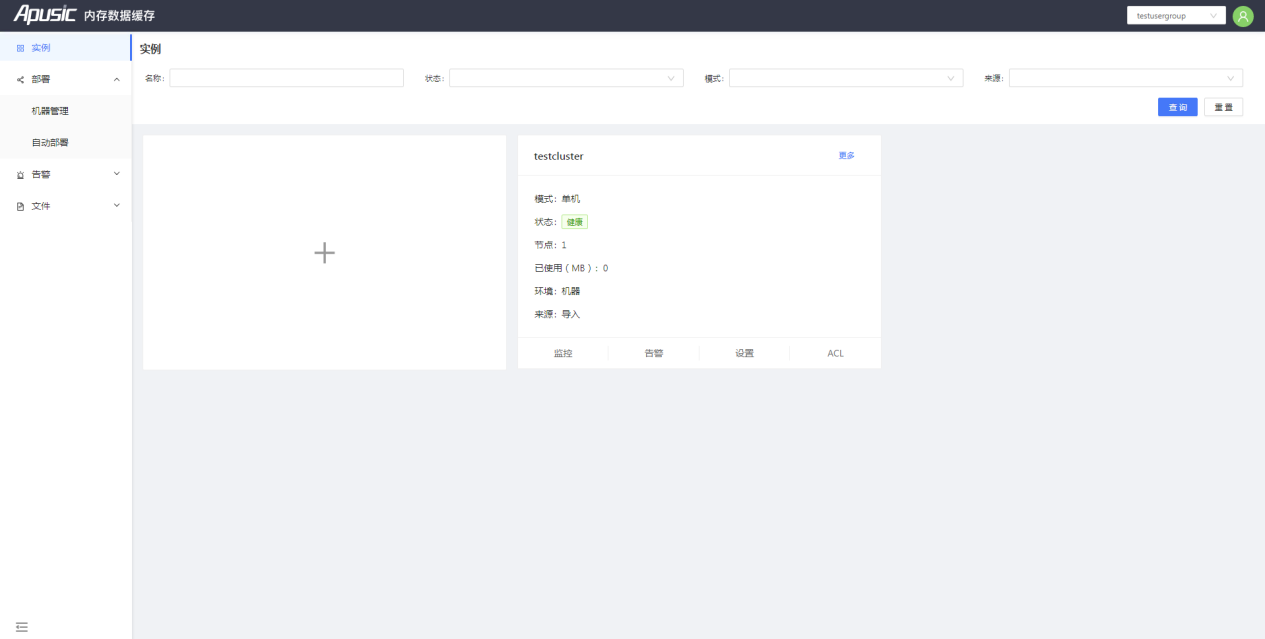 Apusic 内存数据缓存
testusergroup
实例
部署
机器管理
自动部署
告警
文件
实例
名称:
状态:
模式:
来源:
查 询
重 置
testcluster
更多
模式：单机
状态：健康
节点：1
已使用（MB）：0
环境：机器
来源：导入
监控
告警
设置
ACL